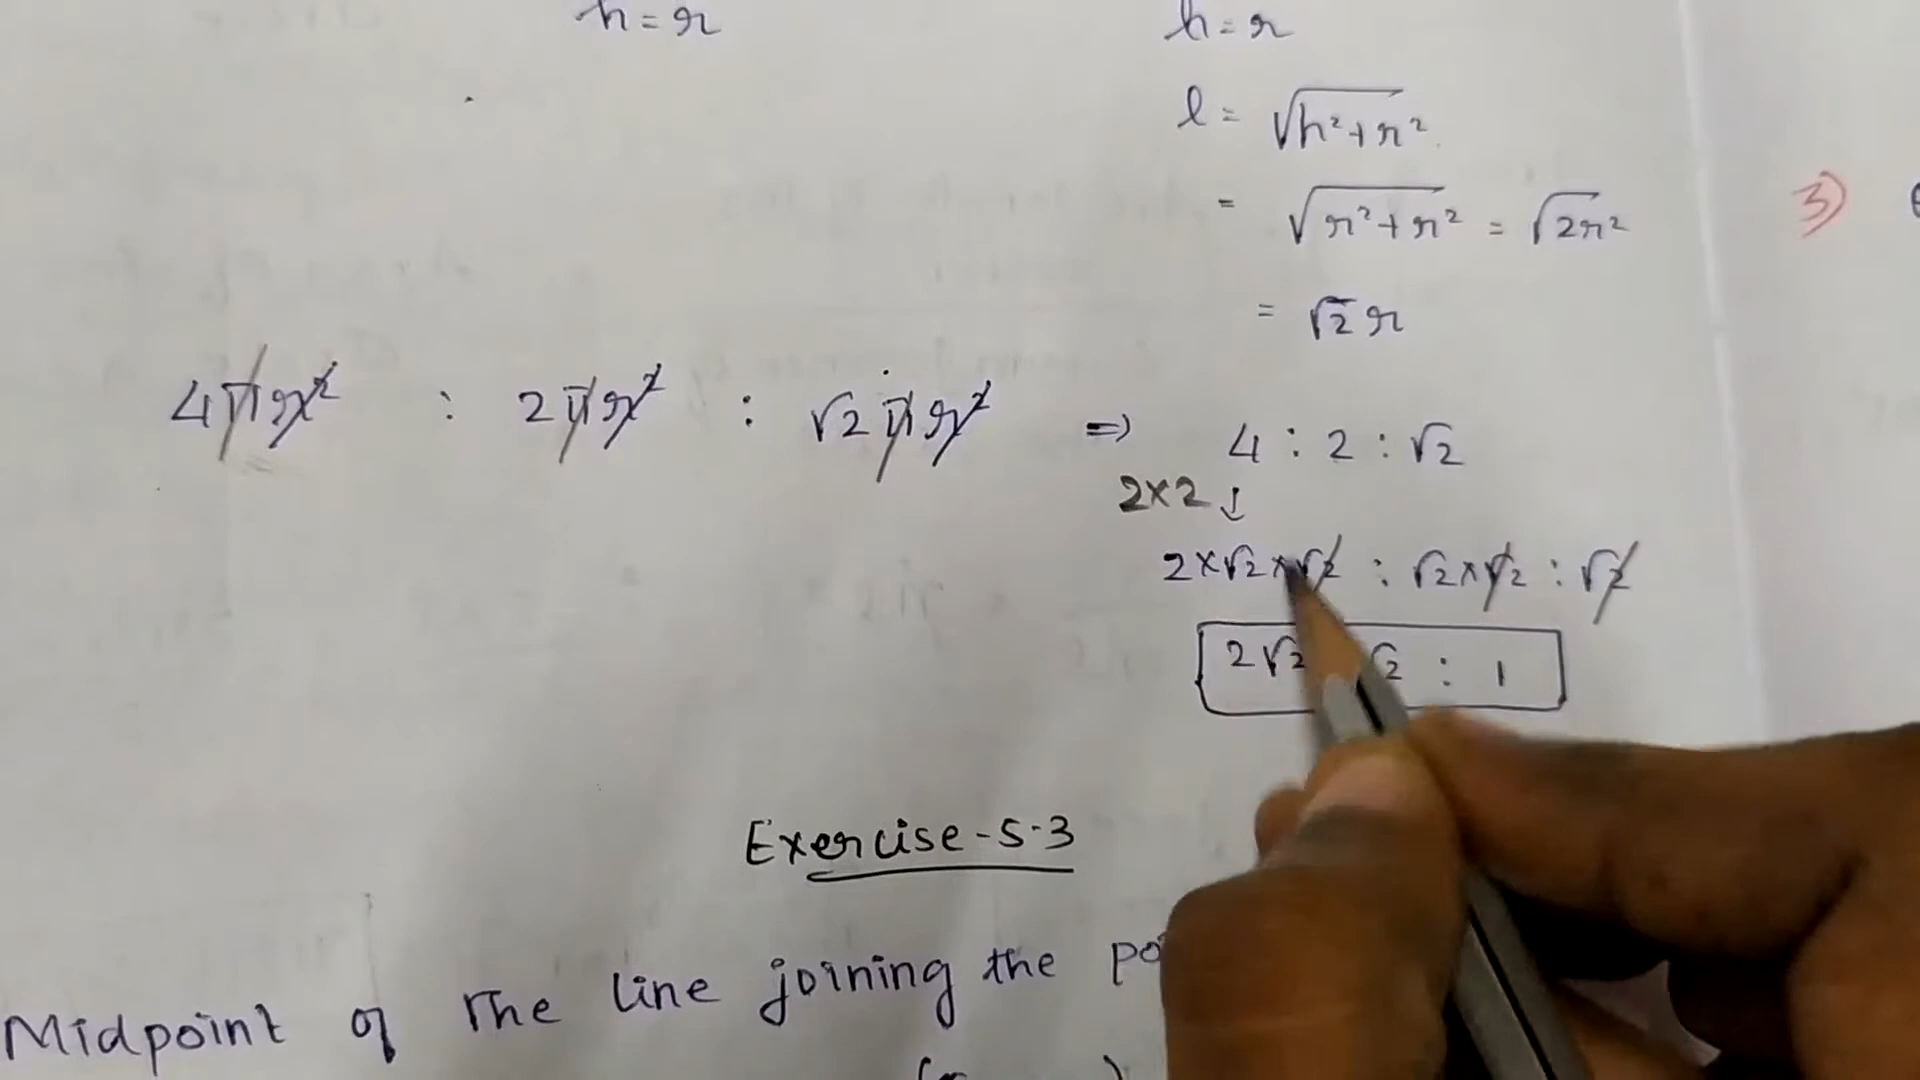 h = r
h = r
l = √h²+r²
= √r²+r² = √2r²
3)
= √2 r
4πr² : 2πr² : √2πr² => 4 : 2 : √2
2×2 ↓
2×√2×√2 : √2×√2 : √2
2√2 √2 : 1
Exercise-5.3
Midpoint of The line joining the